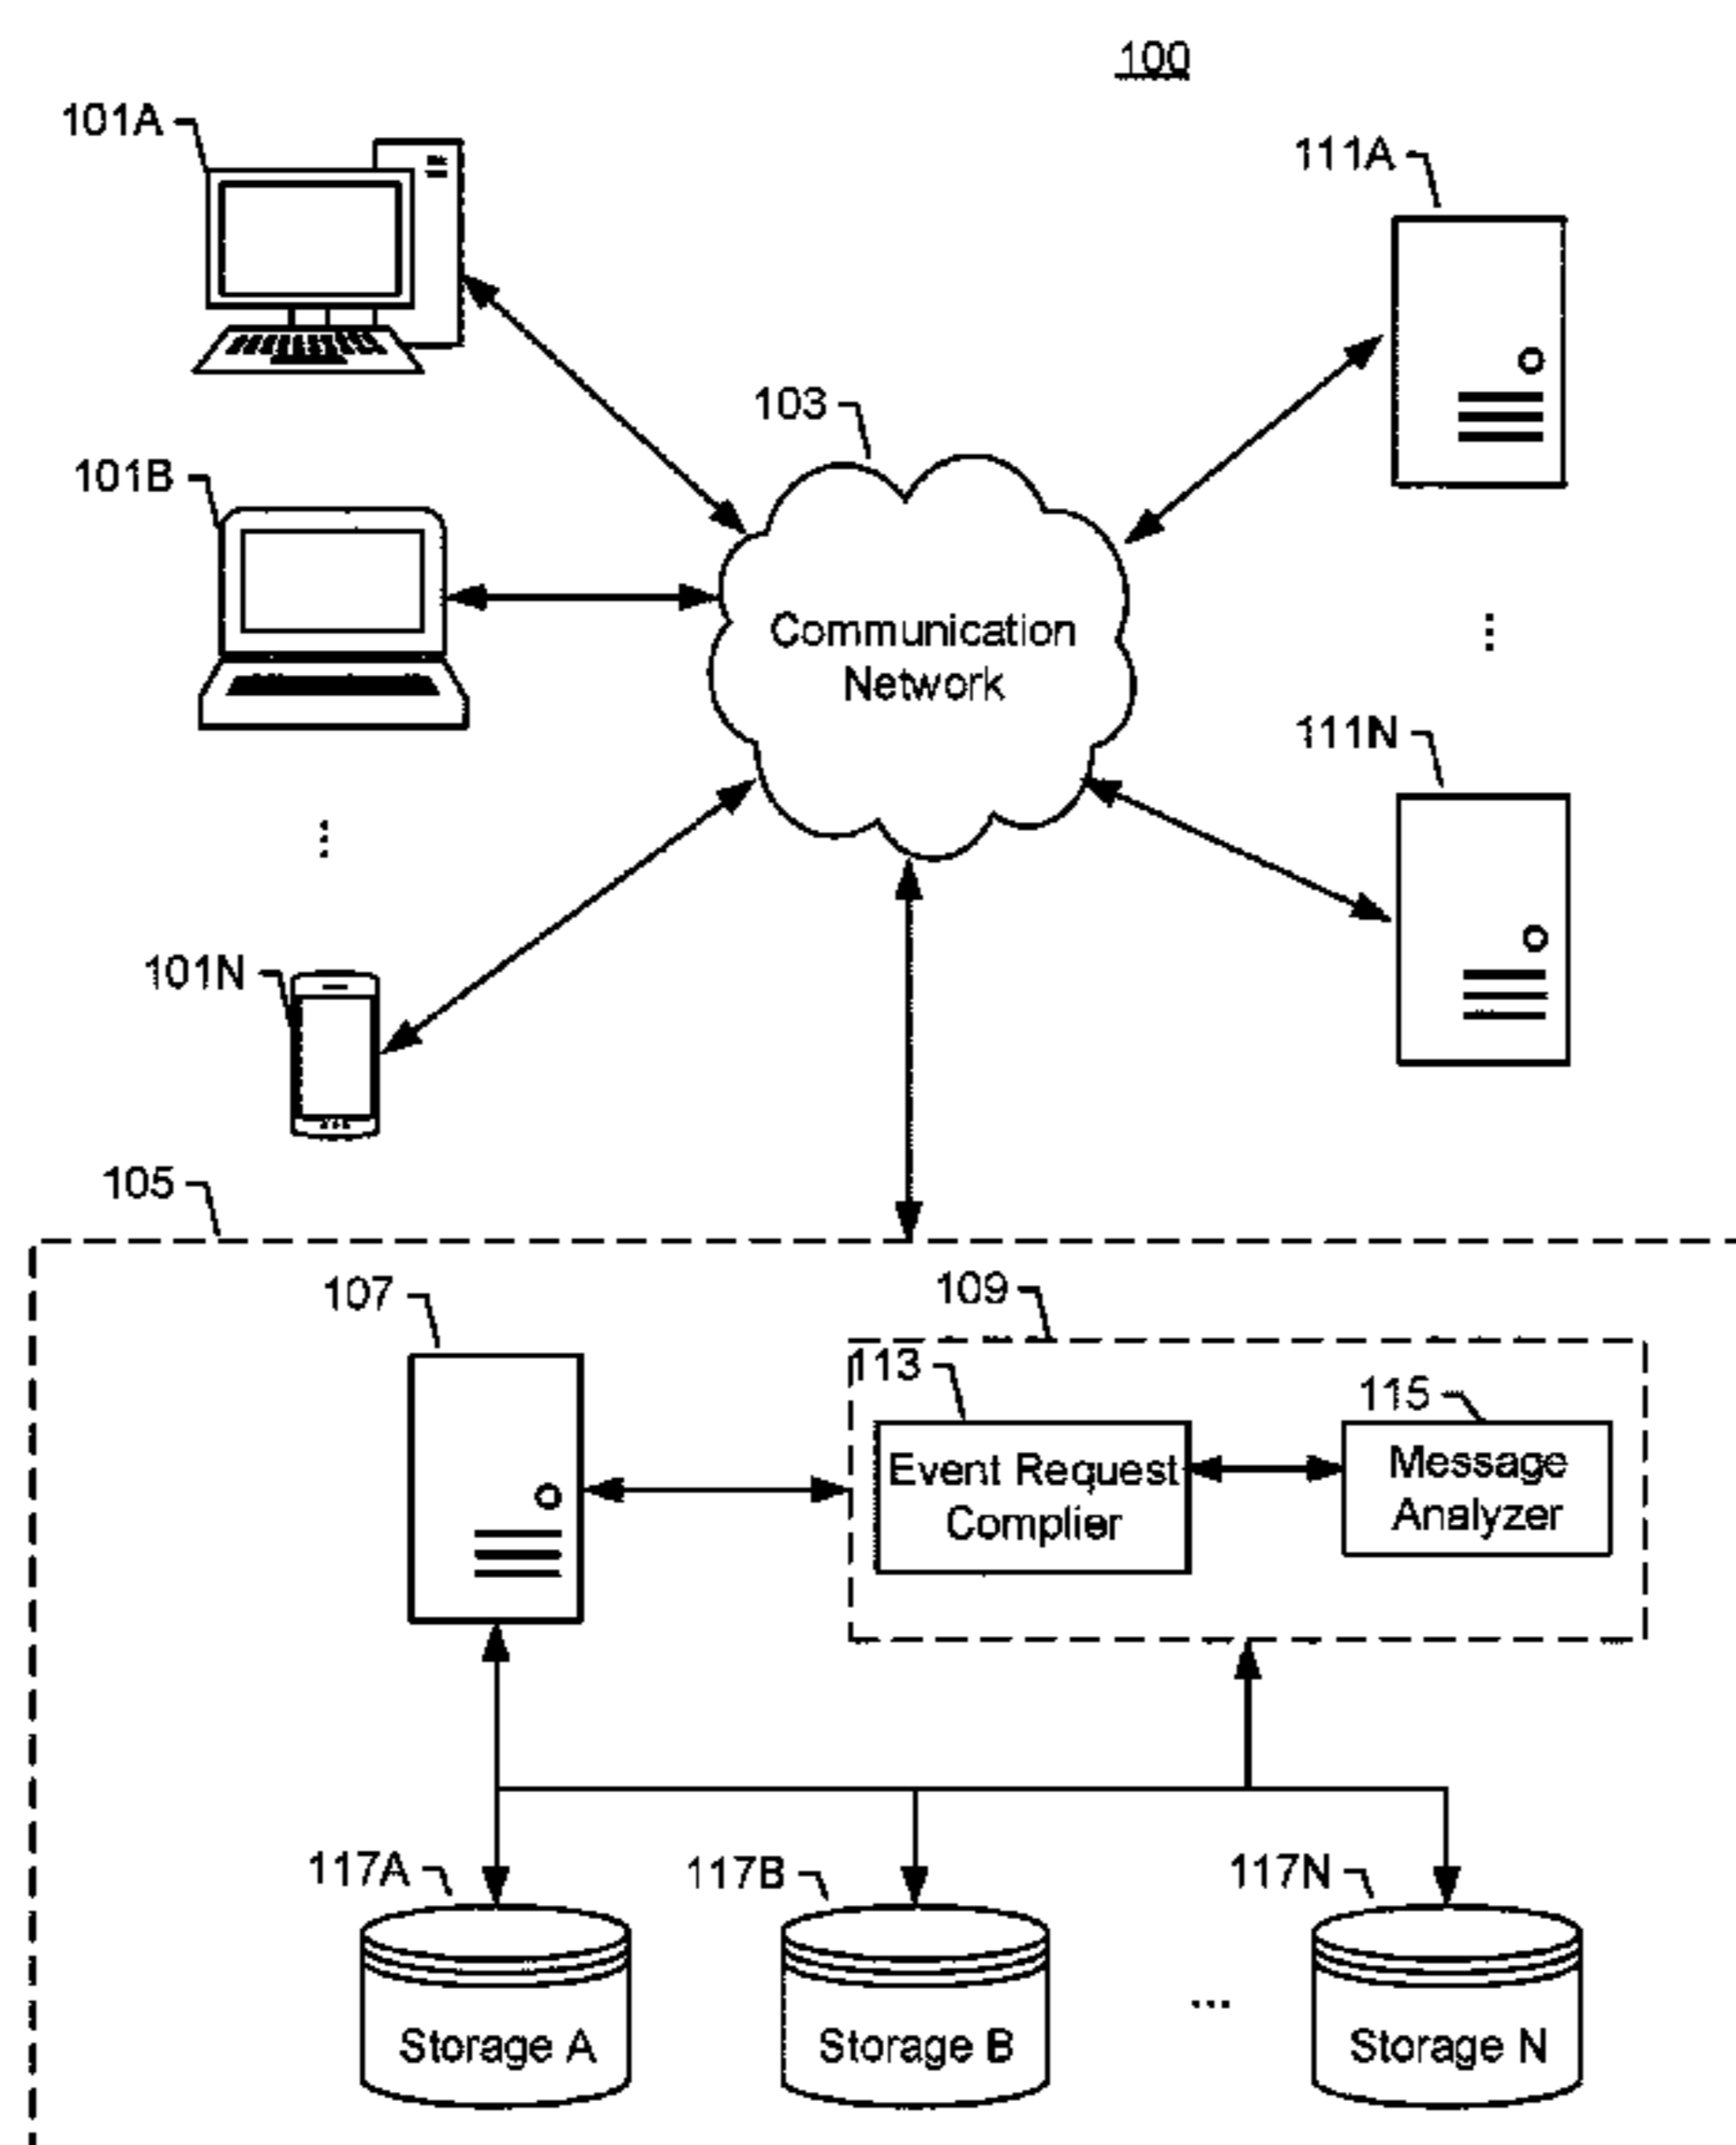 100
101A
111A
103
101B
Communication
Network
111N
101N
105
107
109
113
115
Event Request
Complier
Message
Analyzer
117A
117B
117N
...
Storage A
Storage B
Storage N